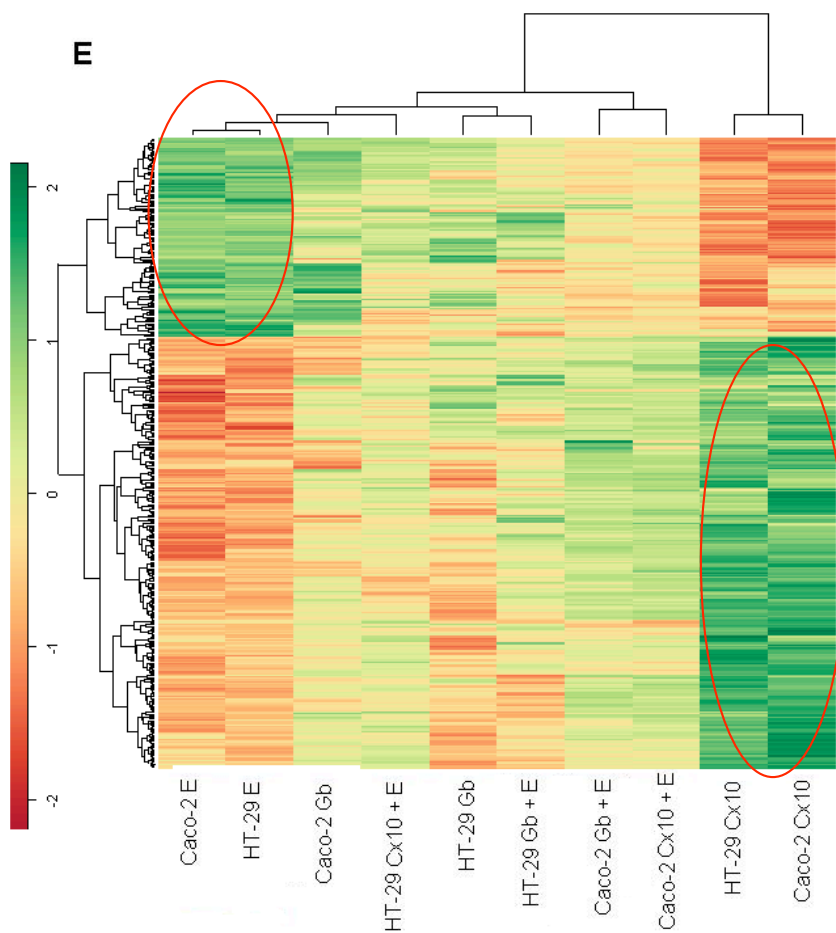 E
2
1
0
-1
-2
Caco-2 E
HT-29 E
Caco-2 Gb
HT-29 Cx10 + E
HT-29 Gb
HT-29 Gb + E
Caco-2 Gb + E
Caco-2 Cx10 + E
HT-29 Cx10
Caco-2 Cx10